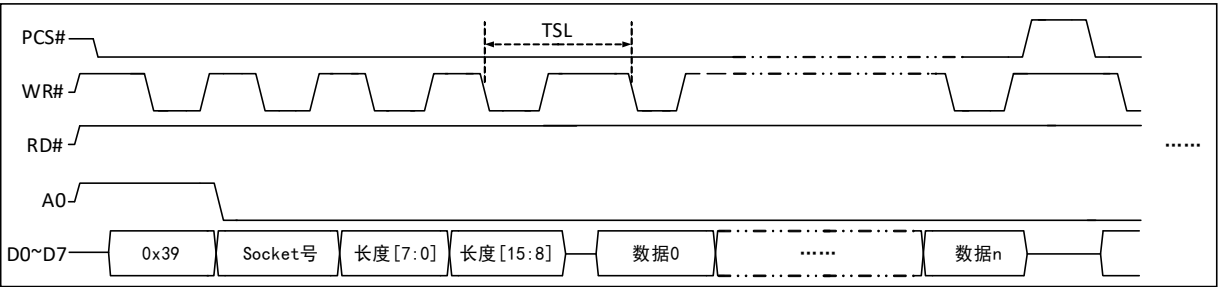 PCS#
TSL
WR#
RD#
……
A0
D0~D7 0x39 Socket号 长度[7:0] 长度[15:8] 数据0 …… 数据n